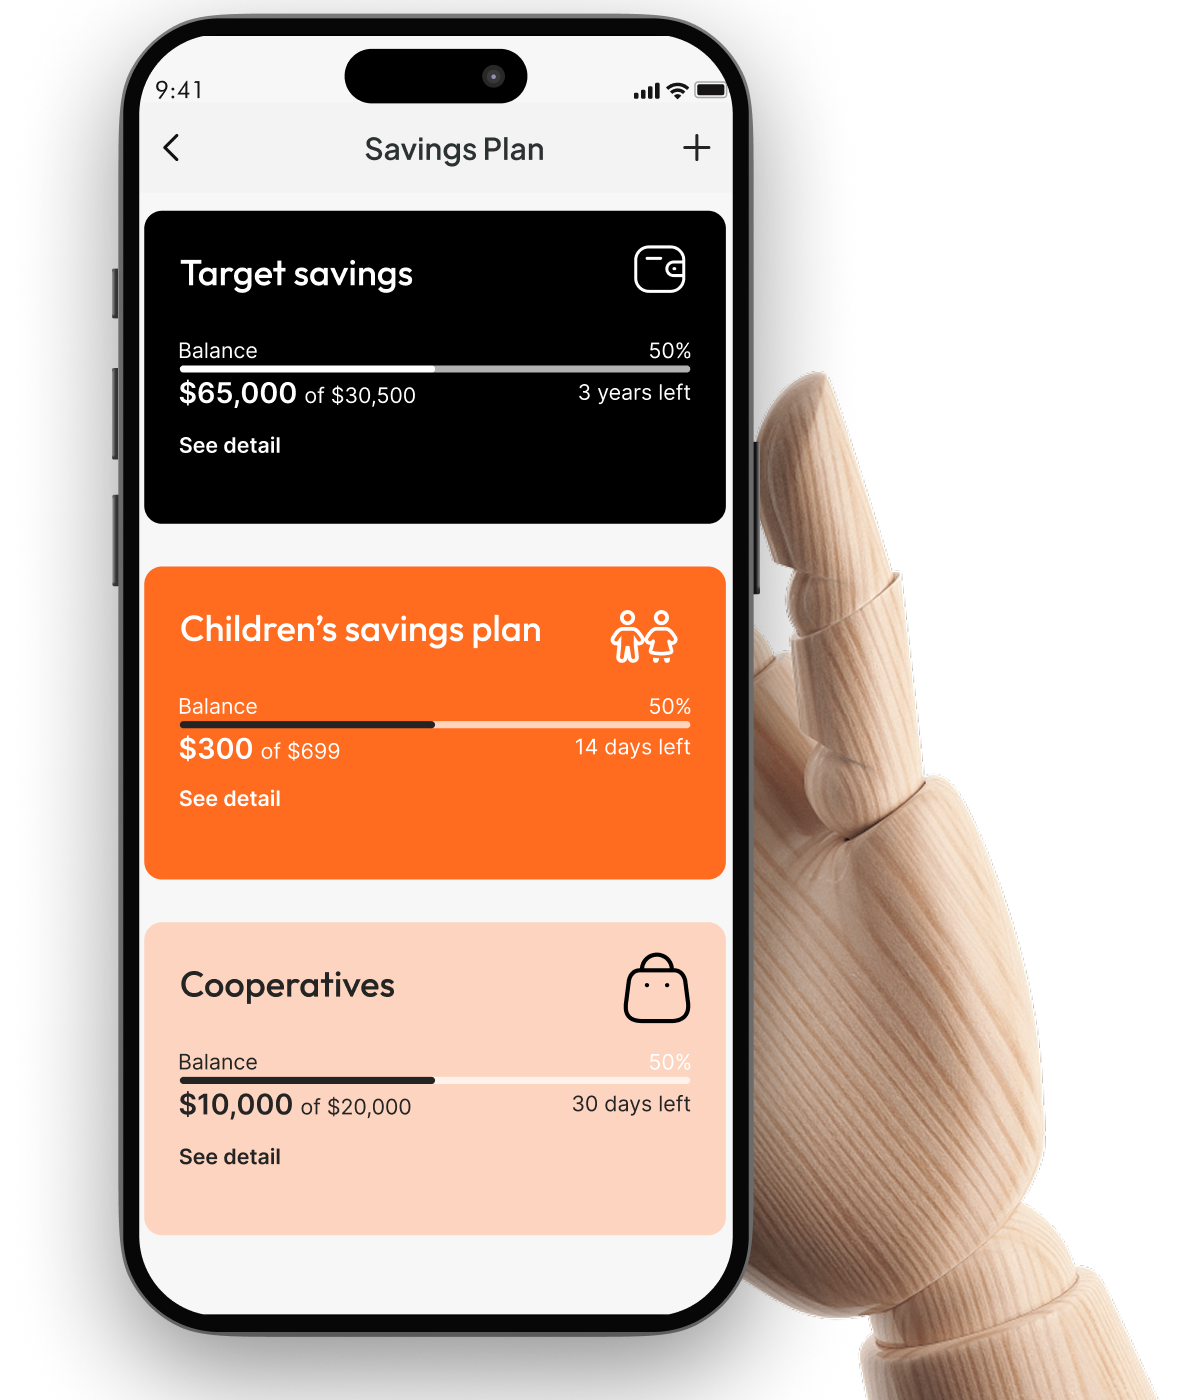 9:41
Savings Plan
Target savings
Balance 50%
$65,000 of $30,500 3 years left
See detail
Children’s savings plan
Balance 50%
$300 of $699 14 days left
See detail
Cooperatives
Balance 50%
$10,000 of $20,000 30 days left
See detail